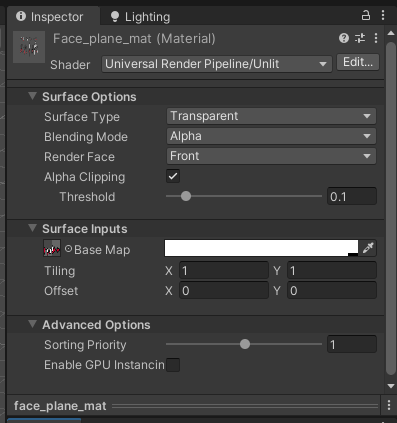 Inspector
Lighting
Face_plane_mat (Material)
Shader
Universal Render Pipeline/Unlit
Edit...
Surface Options
Surface Type Transparent
Blending Mode Alpha
Render Face Front
Alpha Clipping
Threshold 0.1
Surface Inputs
Base Map
Tiling X 1 Y 1
Offset X 0 Y 0
Advanced Options
Sorting Priority 1
Enable GPU Instancin
face_plane_mat